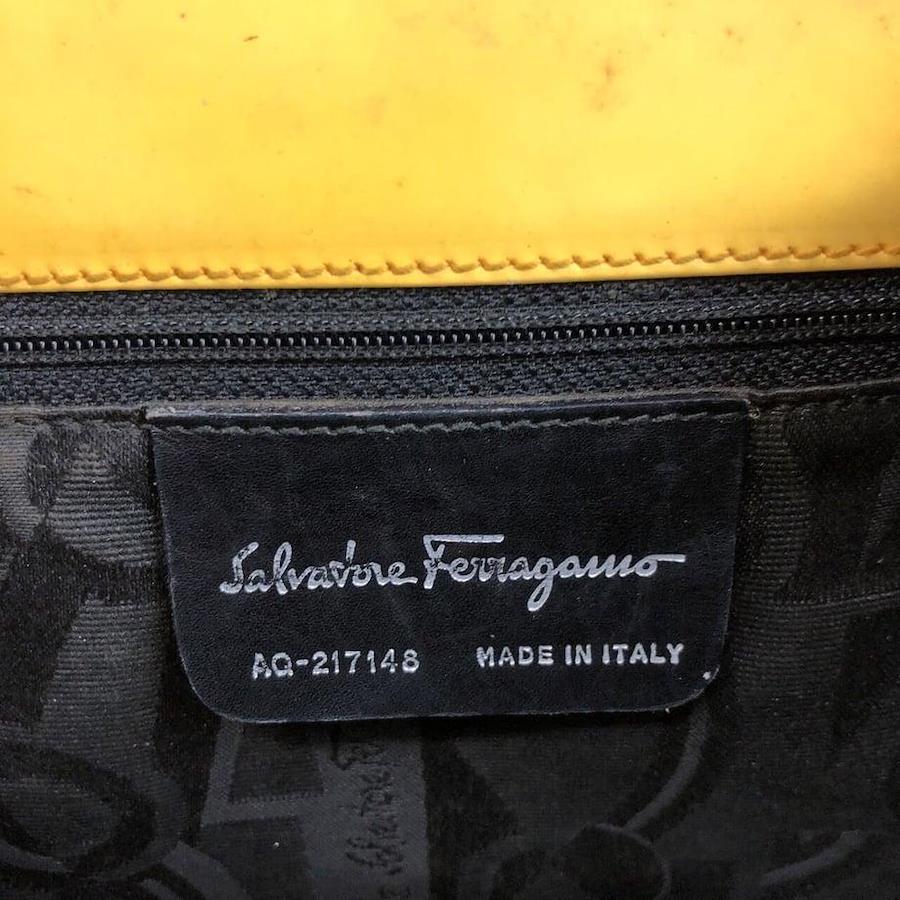 Salvatore Ferragamo
AQ-217148 MADE IN ITALY